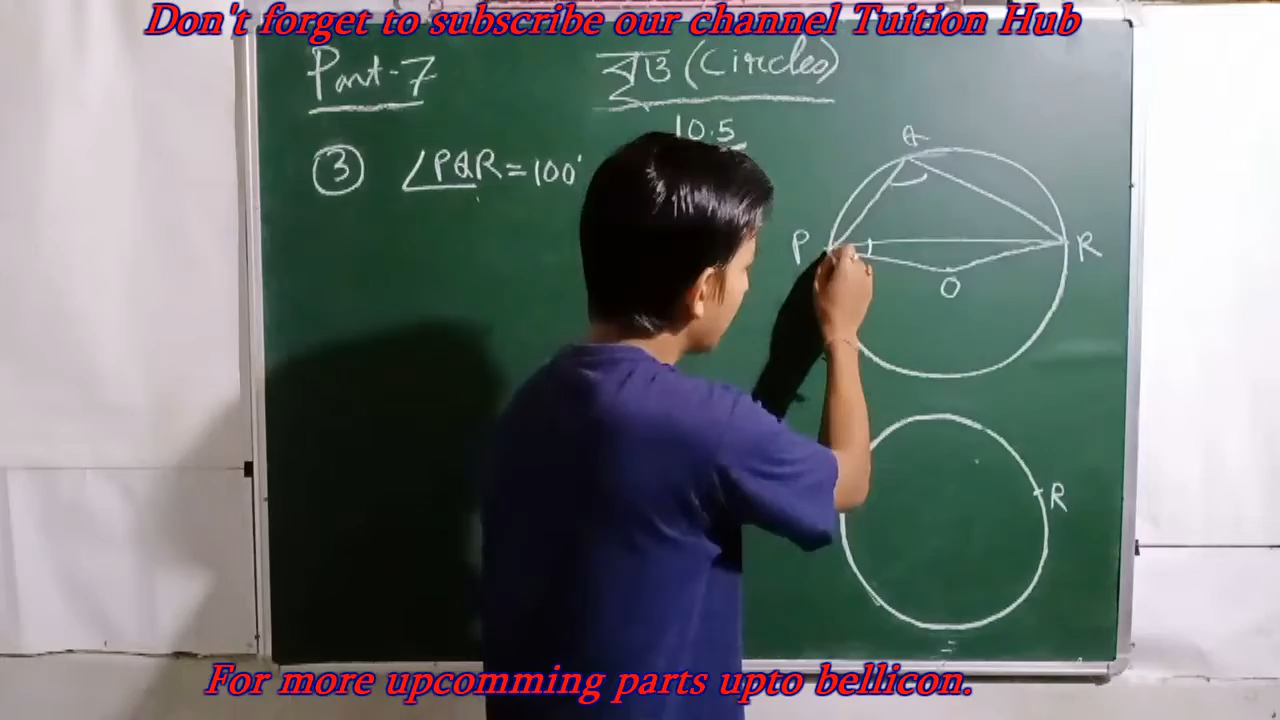 Don't forget to subscribe our channel Tuition Hub
Part-7
वृत्त (Circles)
10.5
③ ∠PQR = 100°
Q
P
R
O
R
For more upcomming parts upto bellicon.